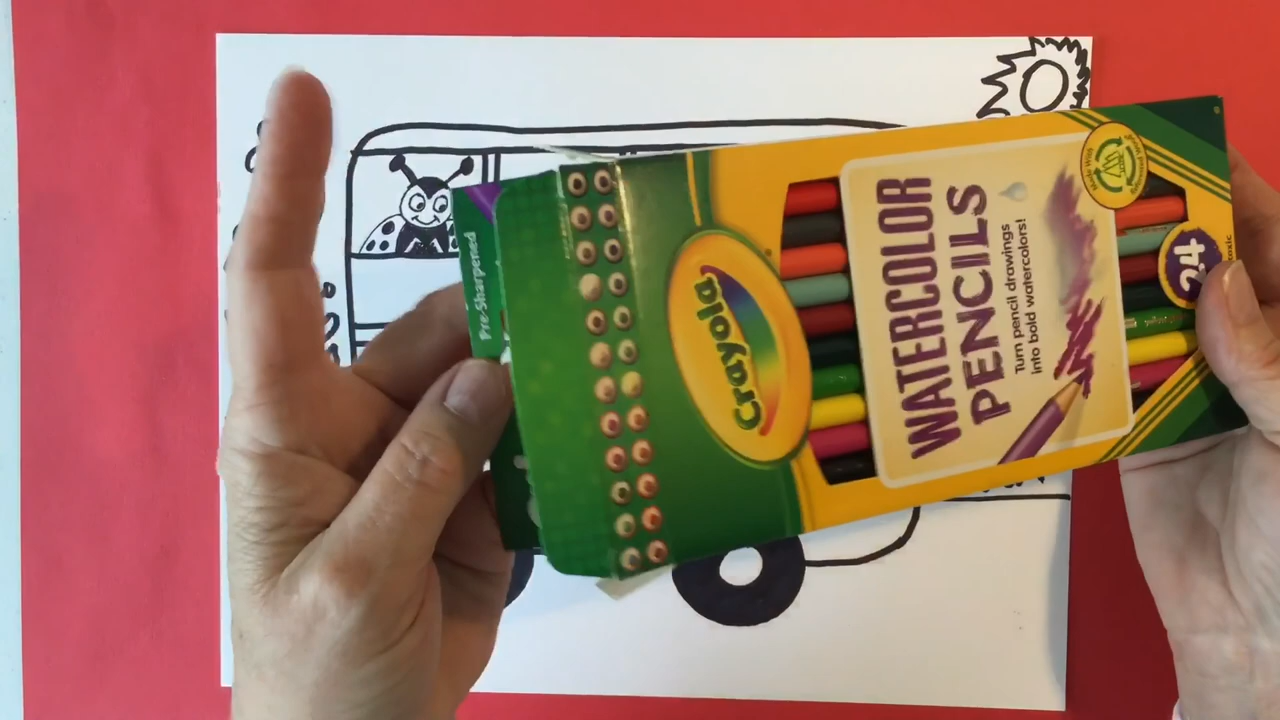 Pre-Sharpened
Crayola
WATERCOLOR
PENCILS
Turn pencil drawings
into bold watercolors!
24